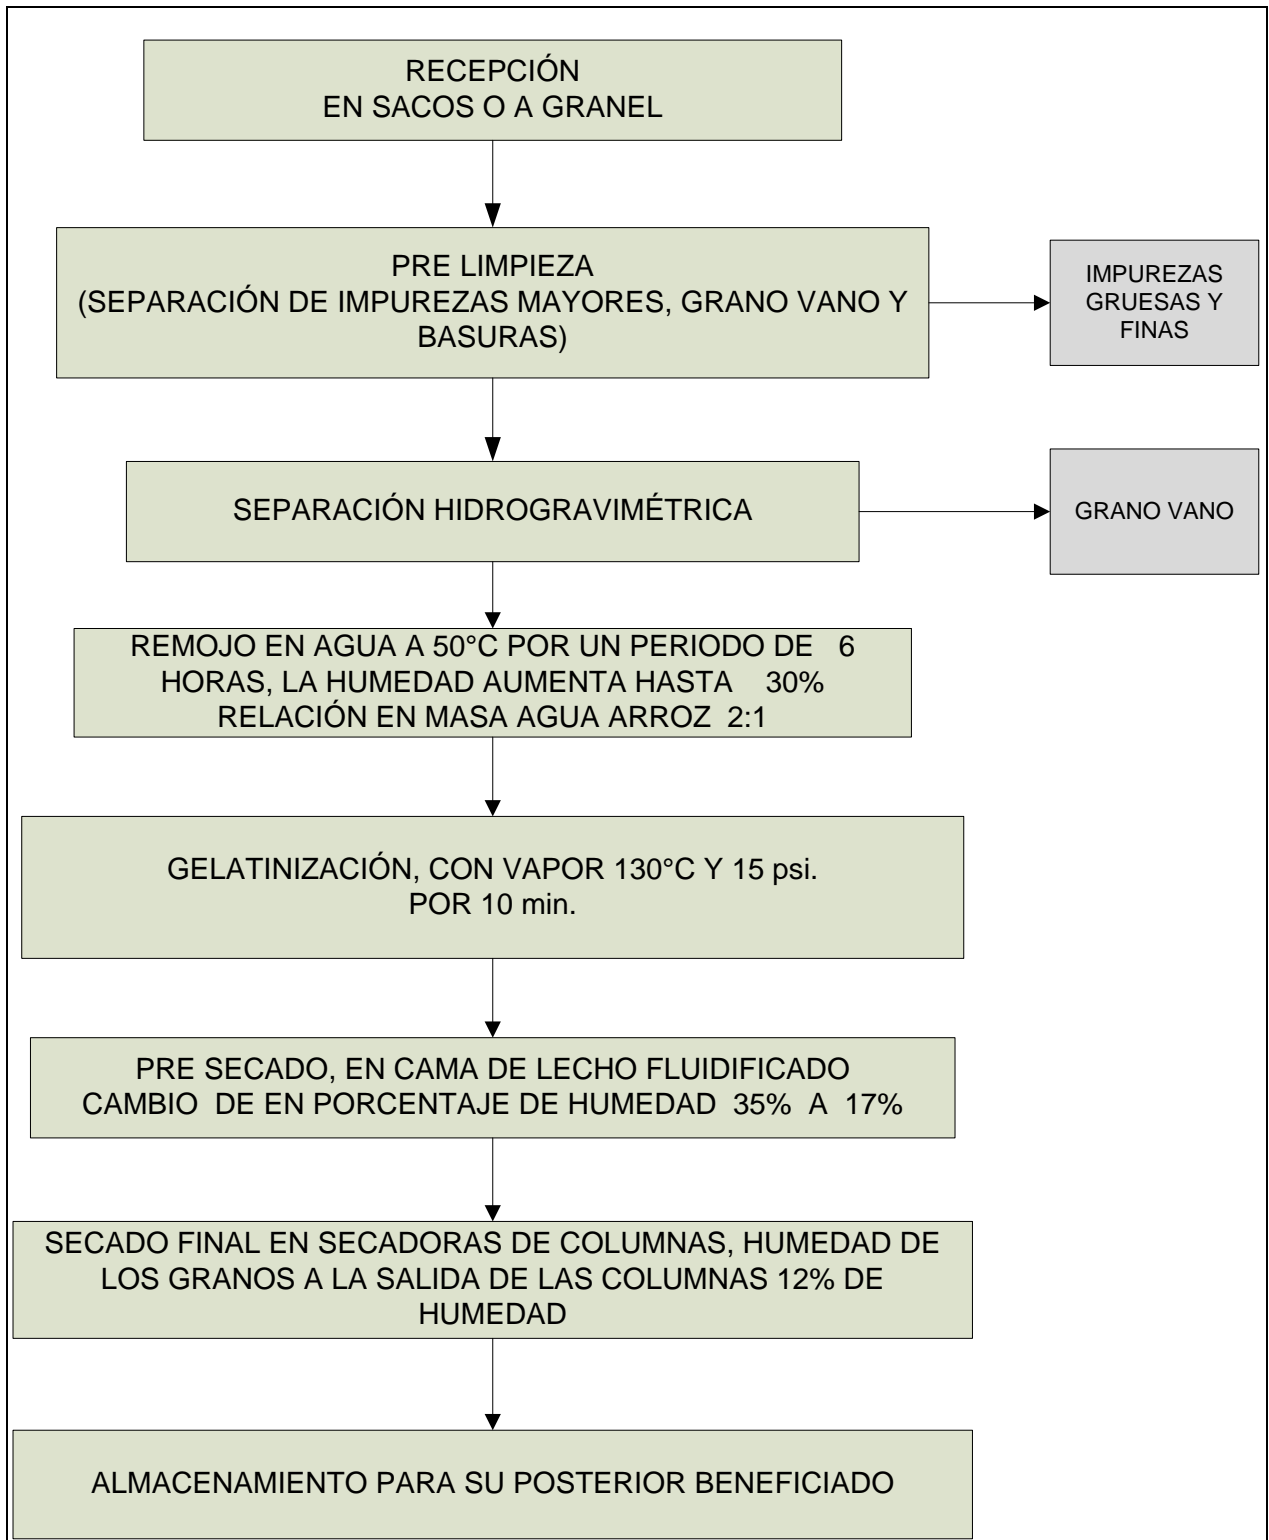 RECEPCIÓN
EN SACOS O A GRANEL
PRE LIMPIEZA
(SEPARACIÓN DE IMPUREZAS MAYORES, GRANO VANO Y
BASURAS)
IMPUREZAS
GRUESAS Y
FINAS
SEPARACIÓN HIDROGRAVIMÉTRICA
GRANO VANO
REMOJO EN AGUA A 50°C POR UN PERIODO DE 6
HORAS, LA HUMEDAD AUMENTA HASTA 30%
RELACIÓN EN MASA AGUA ARROZ 2:1
GELATINIZACIÓN, CON VAPOR 130°C Y 15 psi.
POR 10 min.
PRE SECADO, EN CAMA DE LECHO FLUIDIFICADO
CAMBIO DE EN PORCENTAJE DE HUMEDAD 35% A 17%
SECADO FINAL EN SECADORAS DE COLUMNAS, HUMEDAD DE
LOS GRANOS A LA SALIDA DE LAS COLUMNAS 12% DE
HUMEDAD
ALMACENAMIENTO PARA SU POSTERIOR BENEFICIADO